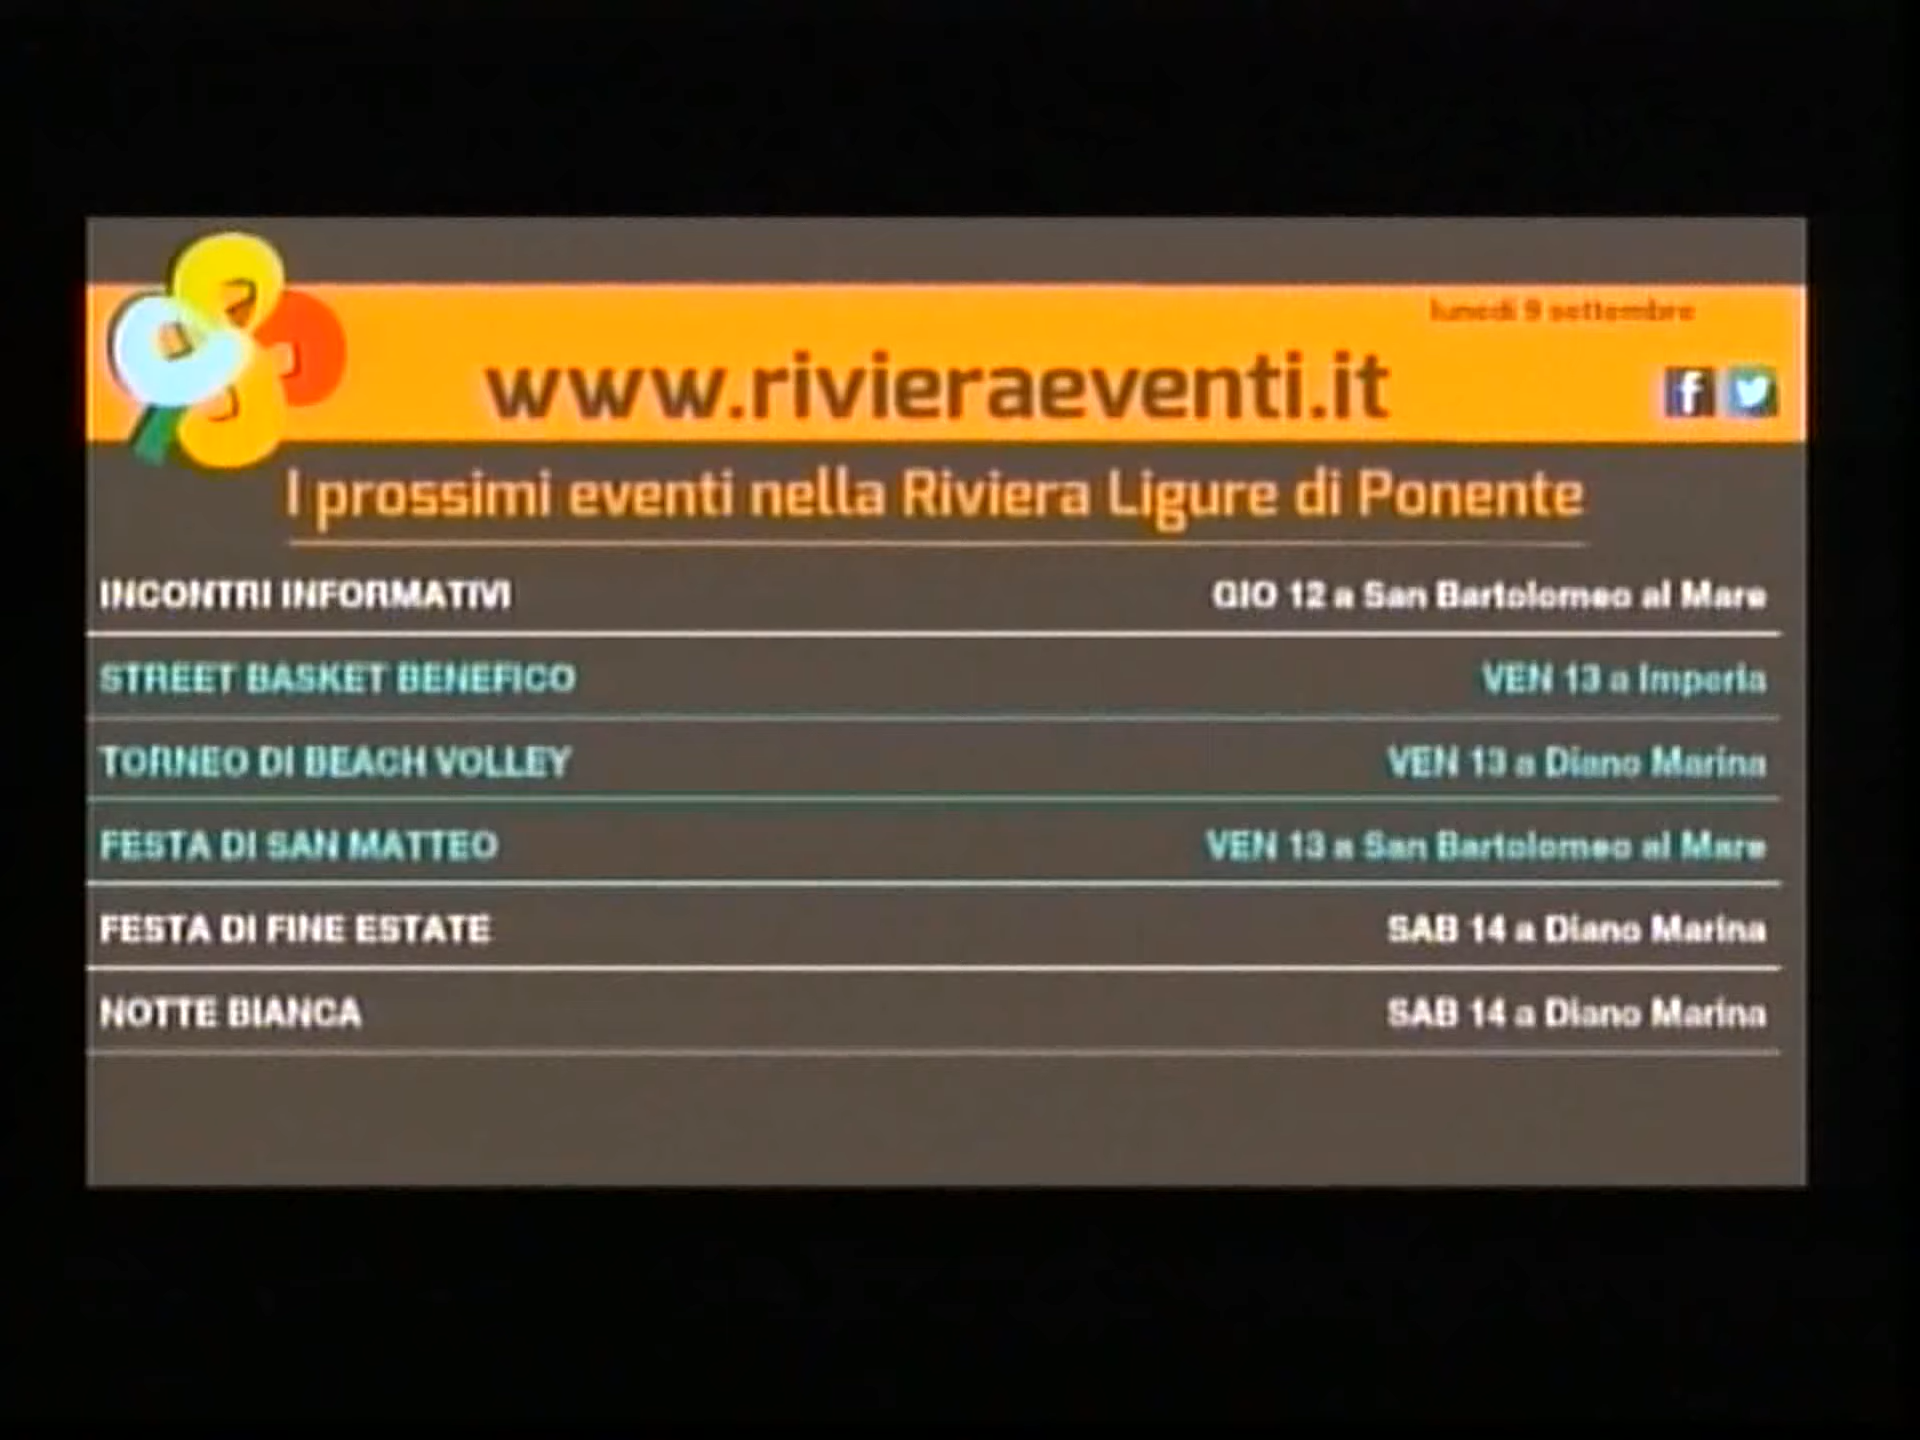 lunedì 9 settembre
www.rivieraeventi.it
I prossimi eventi nella Riviera Ligure di Ponente
INCONTRI INFORMATIVI GIO 12 a San Bartolomeo al Mare
STREET BASKET BENEFICO VEN 13 a Imperia
TORNEO DI BEACH VOLLEY VEN 13 a Diano Marina
FESTA DI SAN MATTEO VEN 13 a San Bartolomeo al Mare
FESTA DI FINE ESTATE SAB 14 a Diano Marina
NOTTE BIANCA SAB 14 a Diano Marina